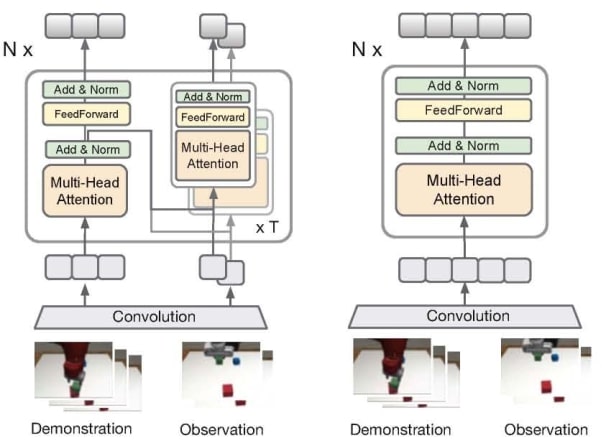 N x
Add & Norm
FeedForward
Add & Norm
Multi-Head
Attention
Add & Norm
FeedForward
Multi-Head
Attention
x T
Convolution
Demonstration
Observation
N x
Add & Norm
FeedForward
Add & Norm
Multi-Head
Attention
Convolution
Demonstration
Observation